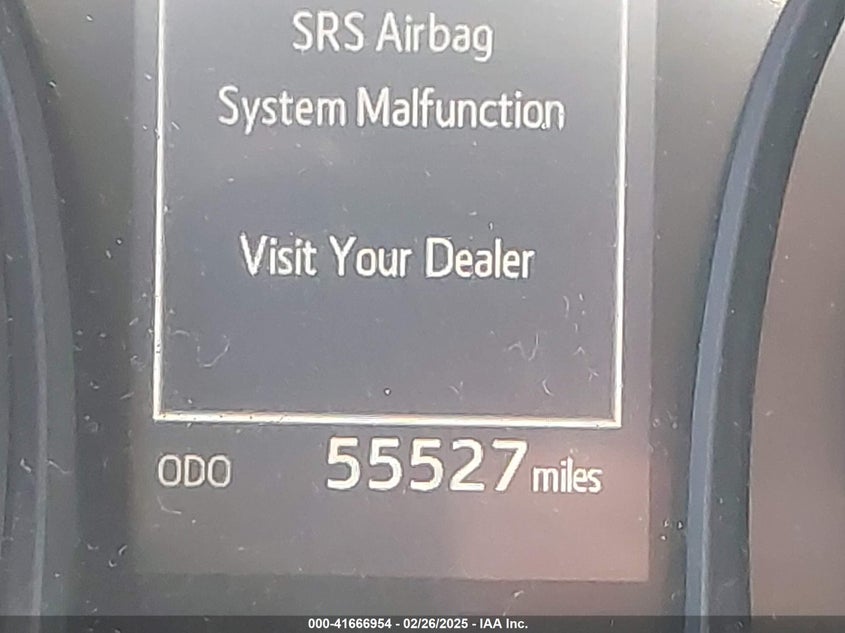 SRS Airbag
System Malfunction
Visit Your Dealer
ODO 55527 miles
000-41666954 - 02/26/2025 - IAA Inc.